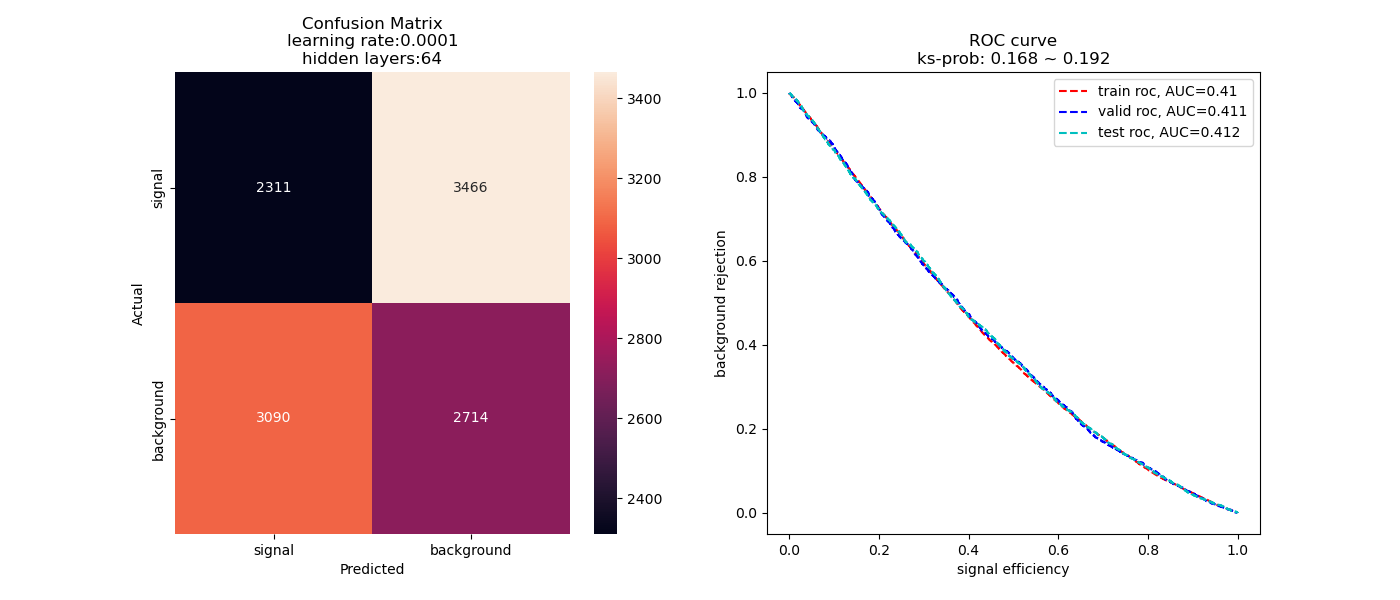 Confusion Matrix
learning rate:0.0001
hidden layers:64
signal
background
Actual
2311
3466
3090
2714
signal
background
Predicted
3400
3200
3000
2800
2600
2400
ROC curve
ks-prob: 0.168 ~ 0.192
train roc, AUC=0.41
valid roc, AUC=0.411
test roc, AUC=0.412
background rejection
1.0
0.8
0.6
0.4
0.2
0.0
0.0
0.2
0.4
0.6
0.8
1.0
signal efficiency